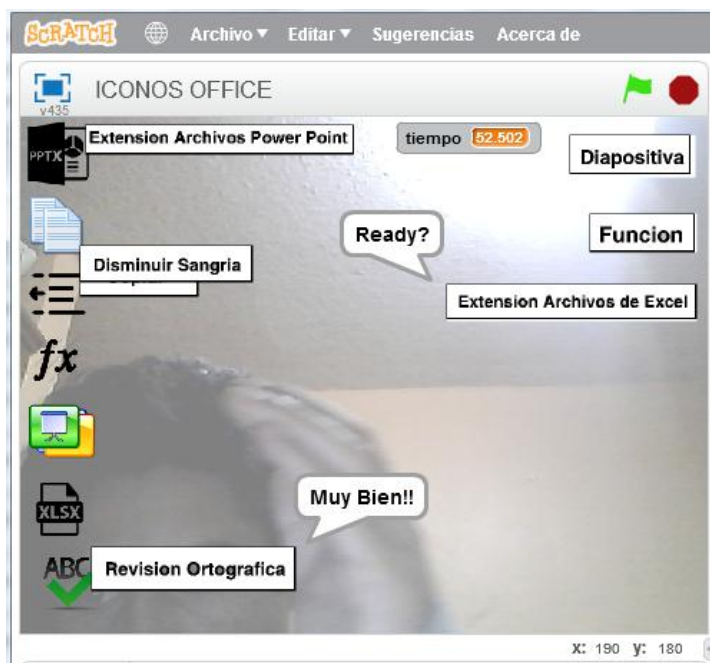 SCRATCH Archivo Editar Sugerencias Acerca de
ICONOS OFFICE
v435
PPTX Extension Archivos Power Point tiempo 52.502
Diapositiva
Ready? Funcion
Disminuir Sangria
Extension Archivos de Excel
fx
XLSX Muy Bien!!
ABC Revision Ortografica
x: 190 y: 180